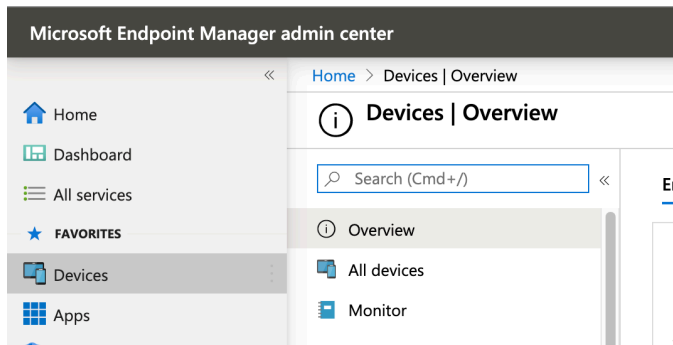 Microsoft Endpoint Manager admin center
«
Home > Devices | Overview
Devices | Overview
Home
Dashboard
All services
FAVORITES
Devices
Apps
Search (Cmd+/)
«
Overview
All devices
Monitor